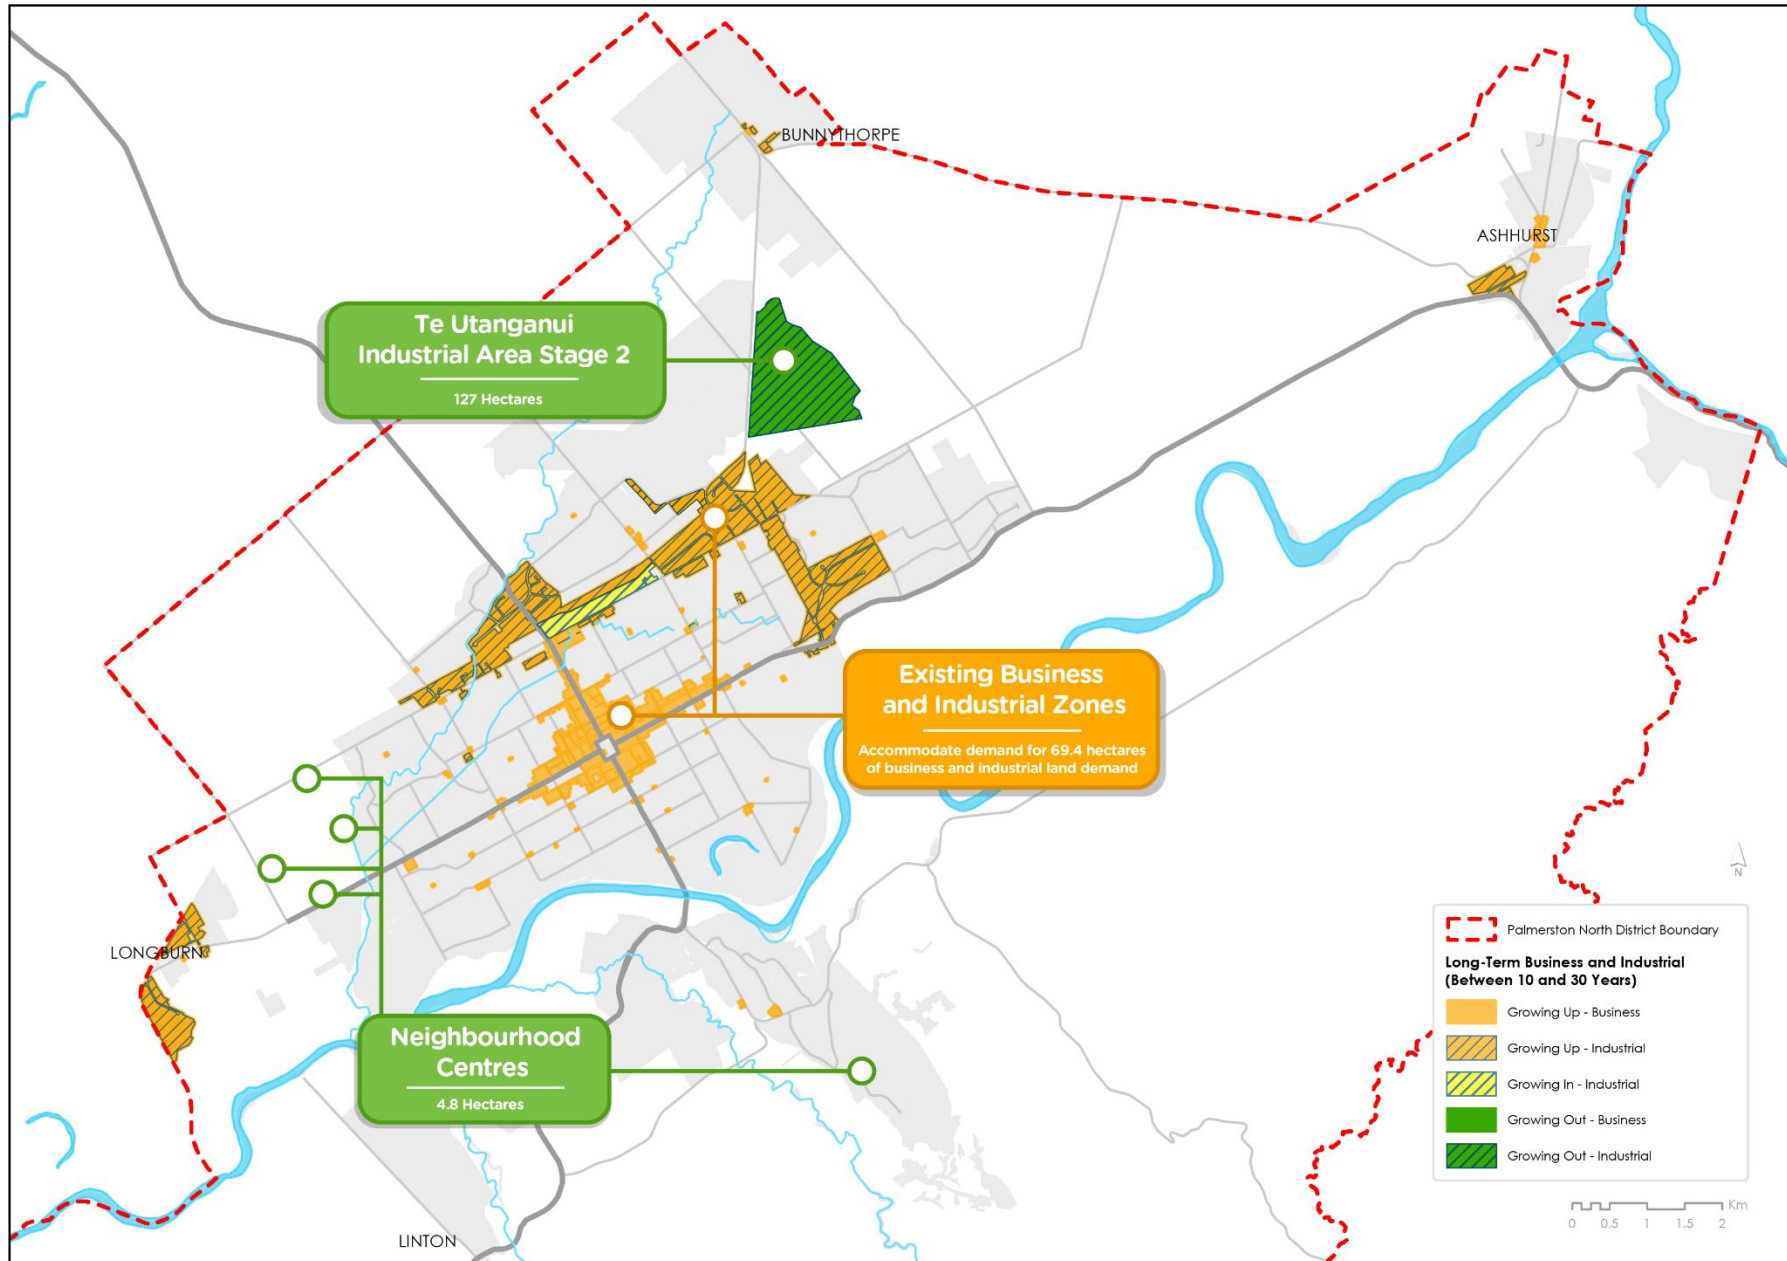 BUNNYTHORPE
ASHHURST
Te Utanganui
Industrial Area Stage 2
127 Hectares
Existing Business
and Industrial Zones
Accommodate demand for 69.4 hectares
of business and industrial land demand
LONGBURN
Neighbourhood
Centres
4.8 Hectares
LINTON
N
Palmerston North District Boundary
Long-Term Business and Industrial
(Between 10 and 30 Years)
Growing Up - Business
Growing Up - Industrial
Growing In - Industrial
Growing Out - Business
Growing Out - Industrial
Km
0 0.5 1 1.5 2